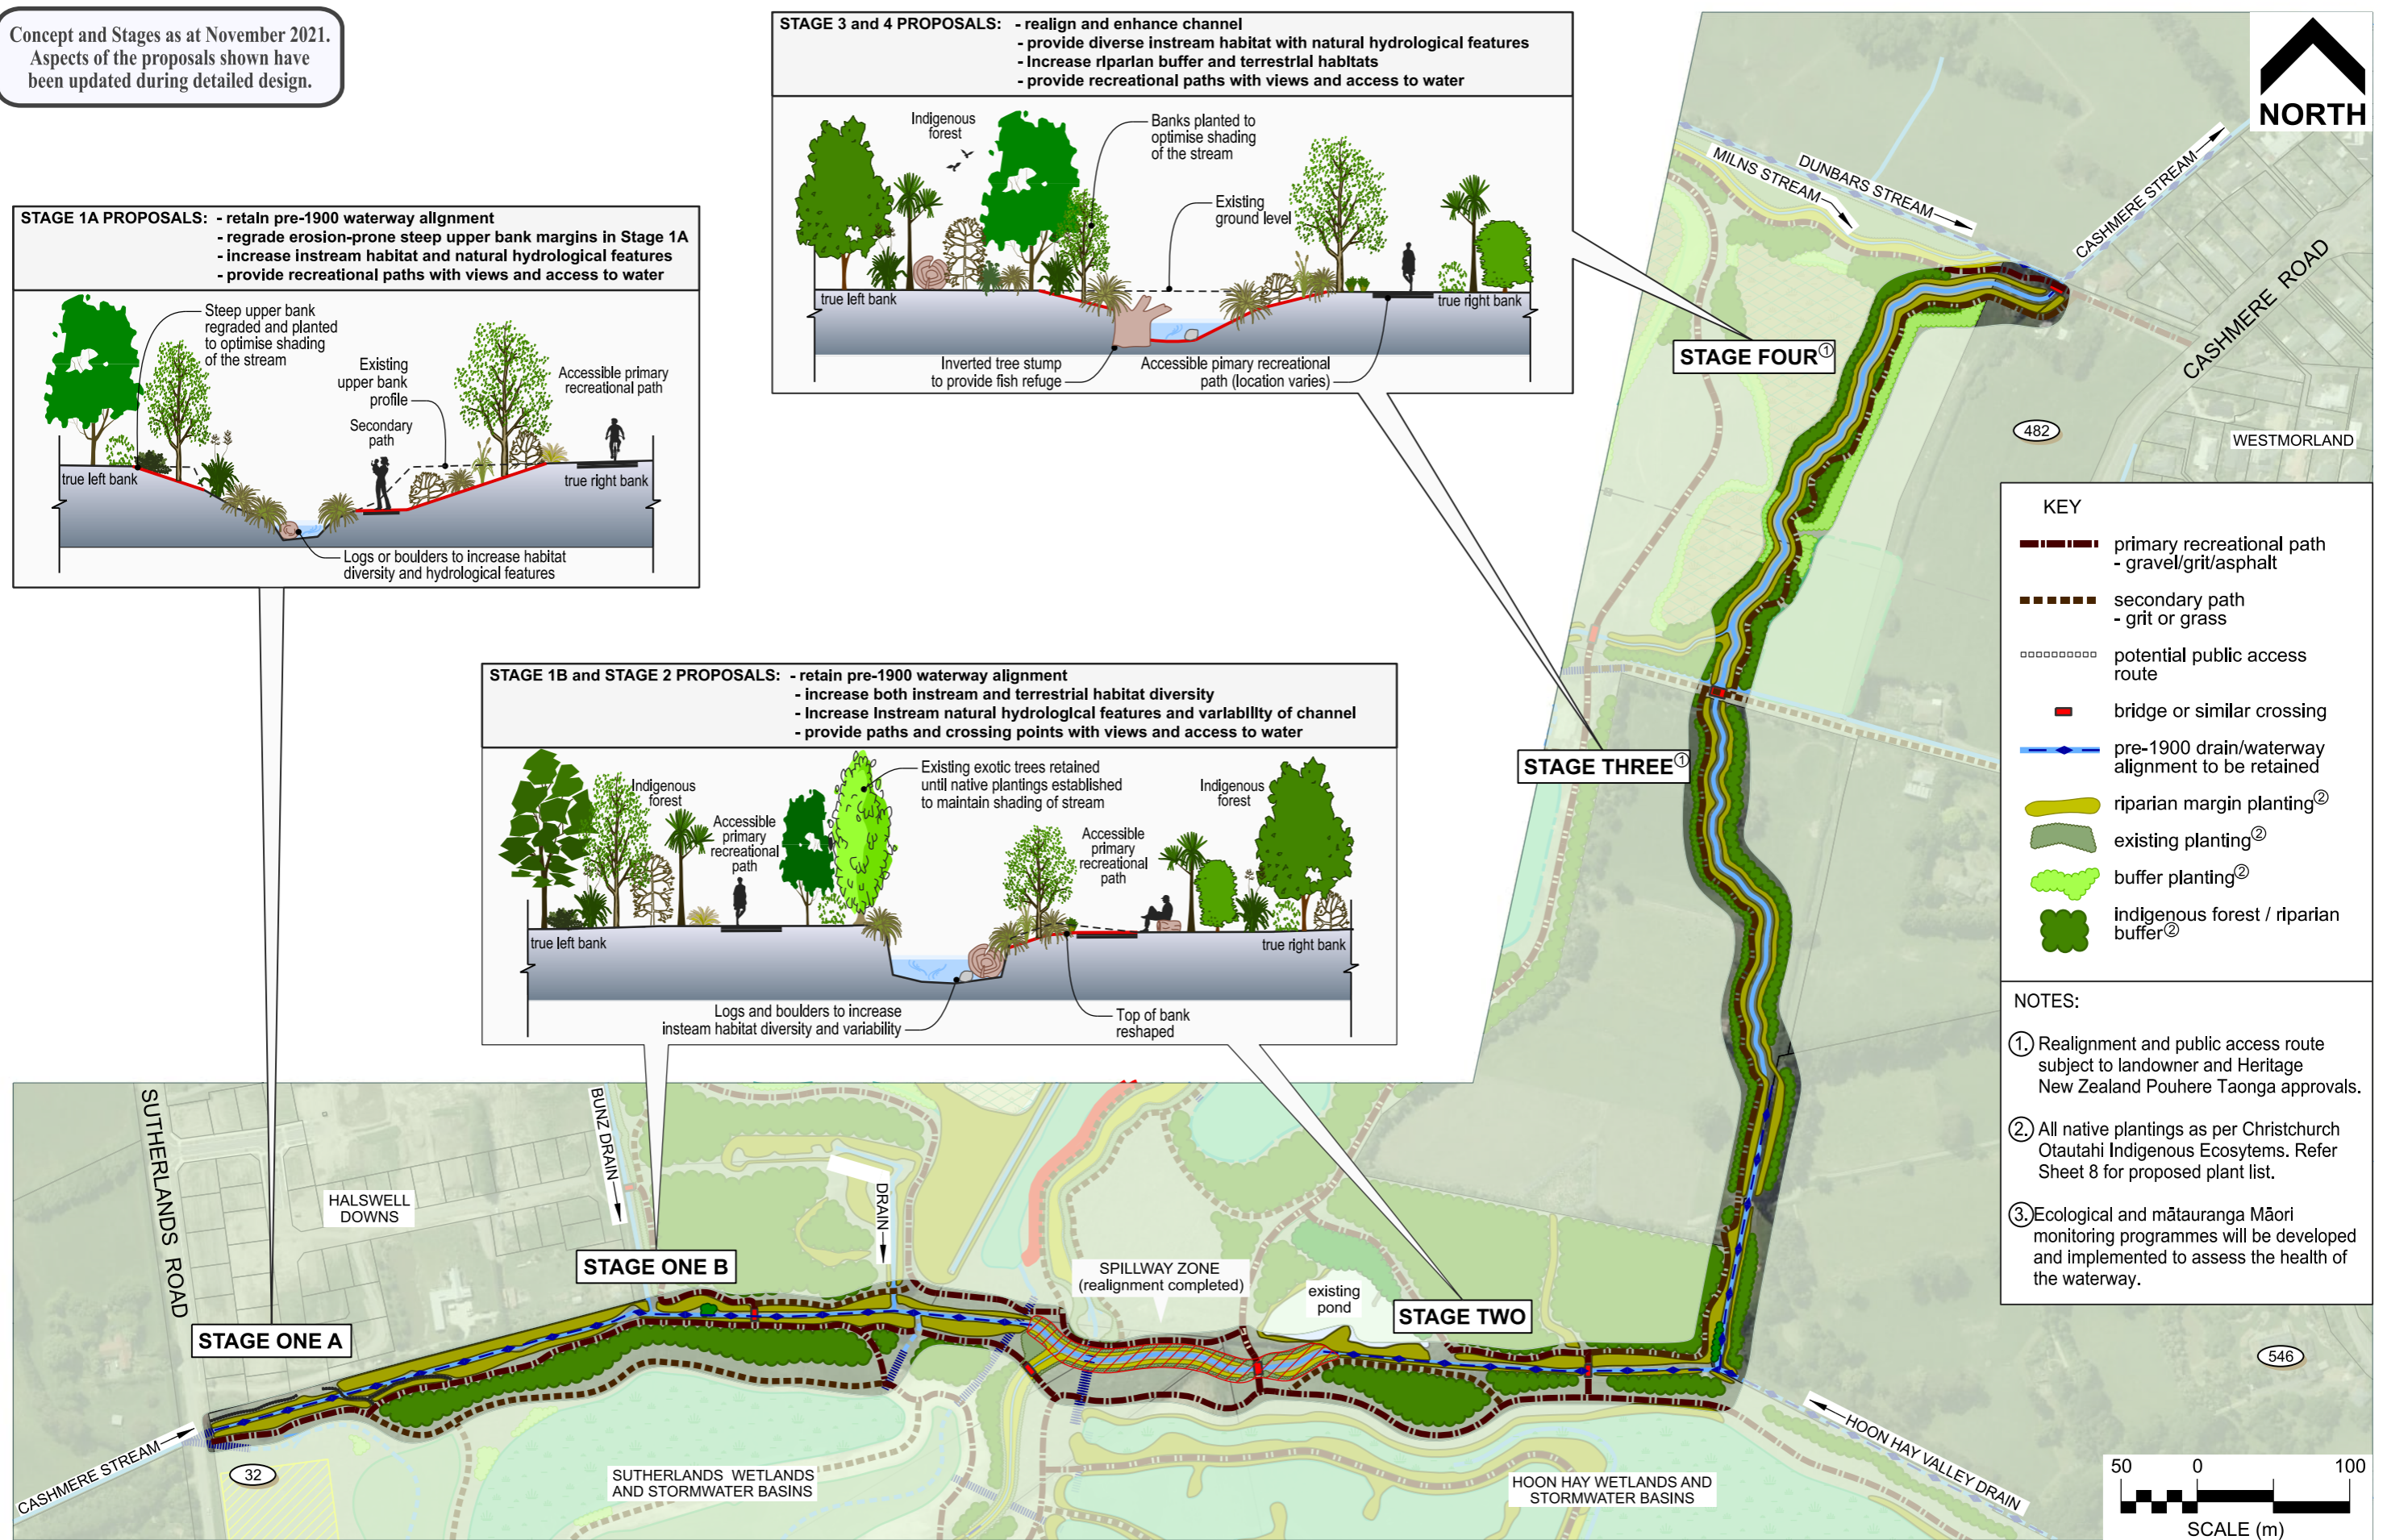 Concept and Stages as at November 2021.
Aspects of the proposals shown have
been updated during detailed design.
STAGE 3 and 4 PROPOSALS: - realign and enhance channel
- provide diverse instream habitat with natural hydrological features
- increase riparian buffer and terrestrial habitats
- provide recreational paths with views and access to water
Indigenous
forest
Banks planted to
optimise shading
of the stream
Existing
ground level
true left bank
true right bank
Inverted tree stump
to provide fish refuge
Accessible pimary recreational
path (location varies)
NORTH
STAGE 1A PROPOSALS: - retain pre-1900 waterway alignment
- regrade erosion-prone steep upper bank margins in Stage 1A
- increase instream habitat and natural hydrological features
- provide recreational paths with views and access to water
Steep upper bank
regraded and planted
to optimise shading
of the stream
Existing
upper bank
profile
Secondary
path
Accessible primary
recreational path
true left bank
true right bank
Logs or boulders to increase habitat
diversity and hydrological features
STAGE 1B and STAGE 2 PROPOSALS: - retain pre-1900 waterway alignment
- increase both instream and terrestrial habitat diversity
- increase instream natural hydrological features and variability of channel
- provide paths and crossing points with views and access to water
Indigenous
forest
Accessible
primary
recreational
path
Existing exotic trees retained
until native plantings established
to maintain shading of stream
Accessible
primary
recreational
path
Indigenous
forest
true left bank
true right bank
Logs and boulders to increase
insteam habitat diversity and variability
Top of bank
reshaped
MILNS STREAM
DUNBARS STREAM
CASHMERE STREAM
CASHMERE ROAD
STAGE FOUR①
482
WESTMORLAND
STAGE THREE①
KEY
primary recreational path
- gravel/grit/asphalt
secondary path
- grit or grass
potential public access
route
bridge or similar crossing
pre-1900 drain/waterway
alignment to be retained
riparian margin planting②
existing planting②
buffer planting②
indigenous forest / riparian
buffer②
NOTES:
①. Realignment and public access route
subject to landowner and Heritage
New Zealand Pouhere Taonga approvals.
②. All native plantings as per Christchurch
Otautahi Indigenous Ecosytems. Refer
Sheet 8 for proposed plant list.
③. Ecological and mātauranga Māori
monitoring programmes will be developed
and implemented to assess the health of
the waterway.
SUTHERLANDS ROAD
HALSWELL
DOWNS
BUNZ DRAIN
DRAIN
STAGE ONE B
SPILLWAY ZONE
(realignment completed)
existing
pond
STAGE TWO
STAGE ONE A
546
CASHMERE STREAM
32
SUTHERLANDS WETLANDS
AND STORMWATER BASINS
HOON HAY WETLANDS AND
STORMWATER BASINS
HOON HAY VALLEY DRAIN
50 0 100
SCALE (m)